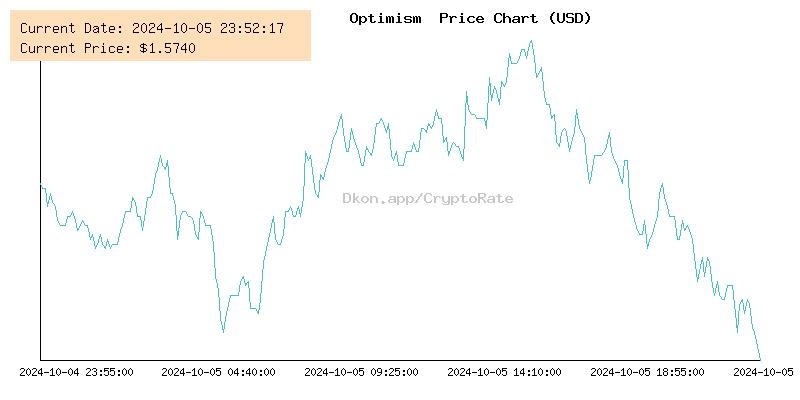 Optimism  Price Chart (USD)
Current Date: 2024-10-05 23:52:17
Current Price: $1.5740
Dkon.app/CryptoRate
2024-10-04 23:55:00 2024-10-05 04:40:00 2024-10-05 09:25:00 2024-10-05 14:10:00 2024-10-05 18:55:00 2024-10-05